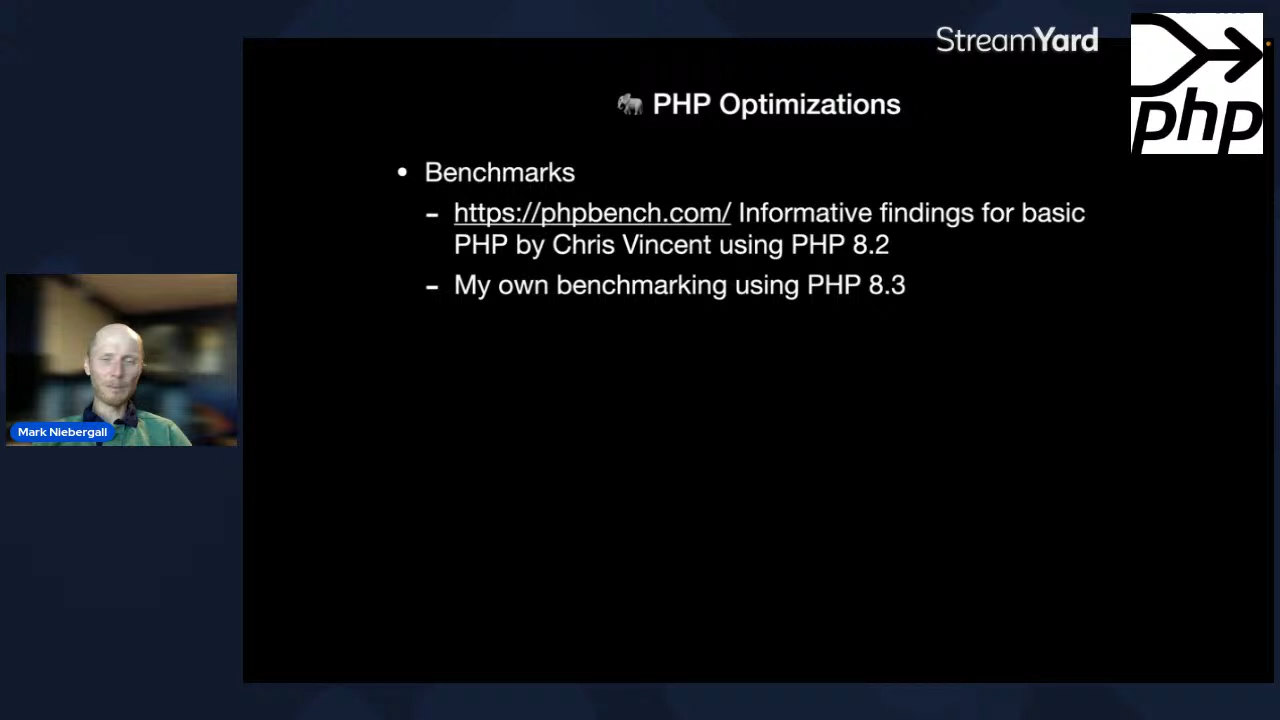 StreamYard
php
🐘 PHP Optimizations
• Benchmarks
– https://phpbench.com/ Informative findings for basic
PHP by Chris Vincent using PHP 8.2
– My own benchmarking using PHP 8.3
Mark Niebergall